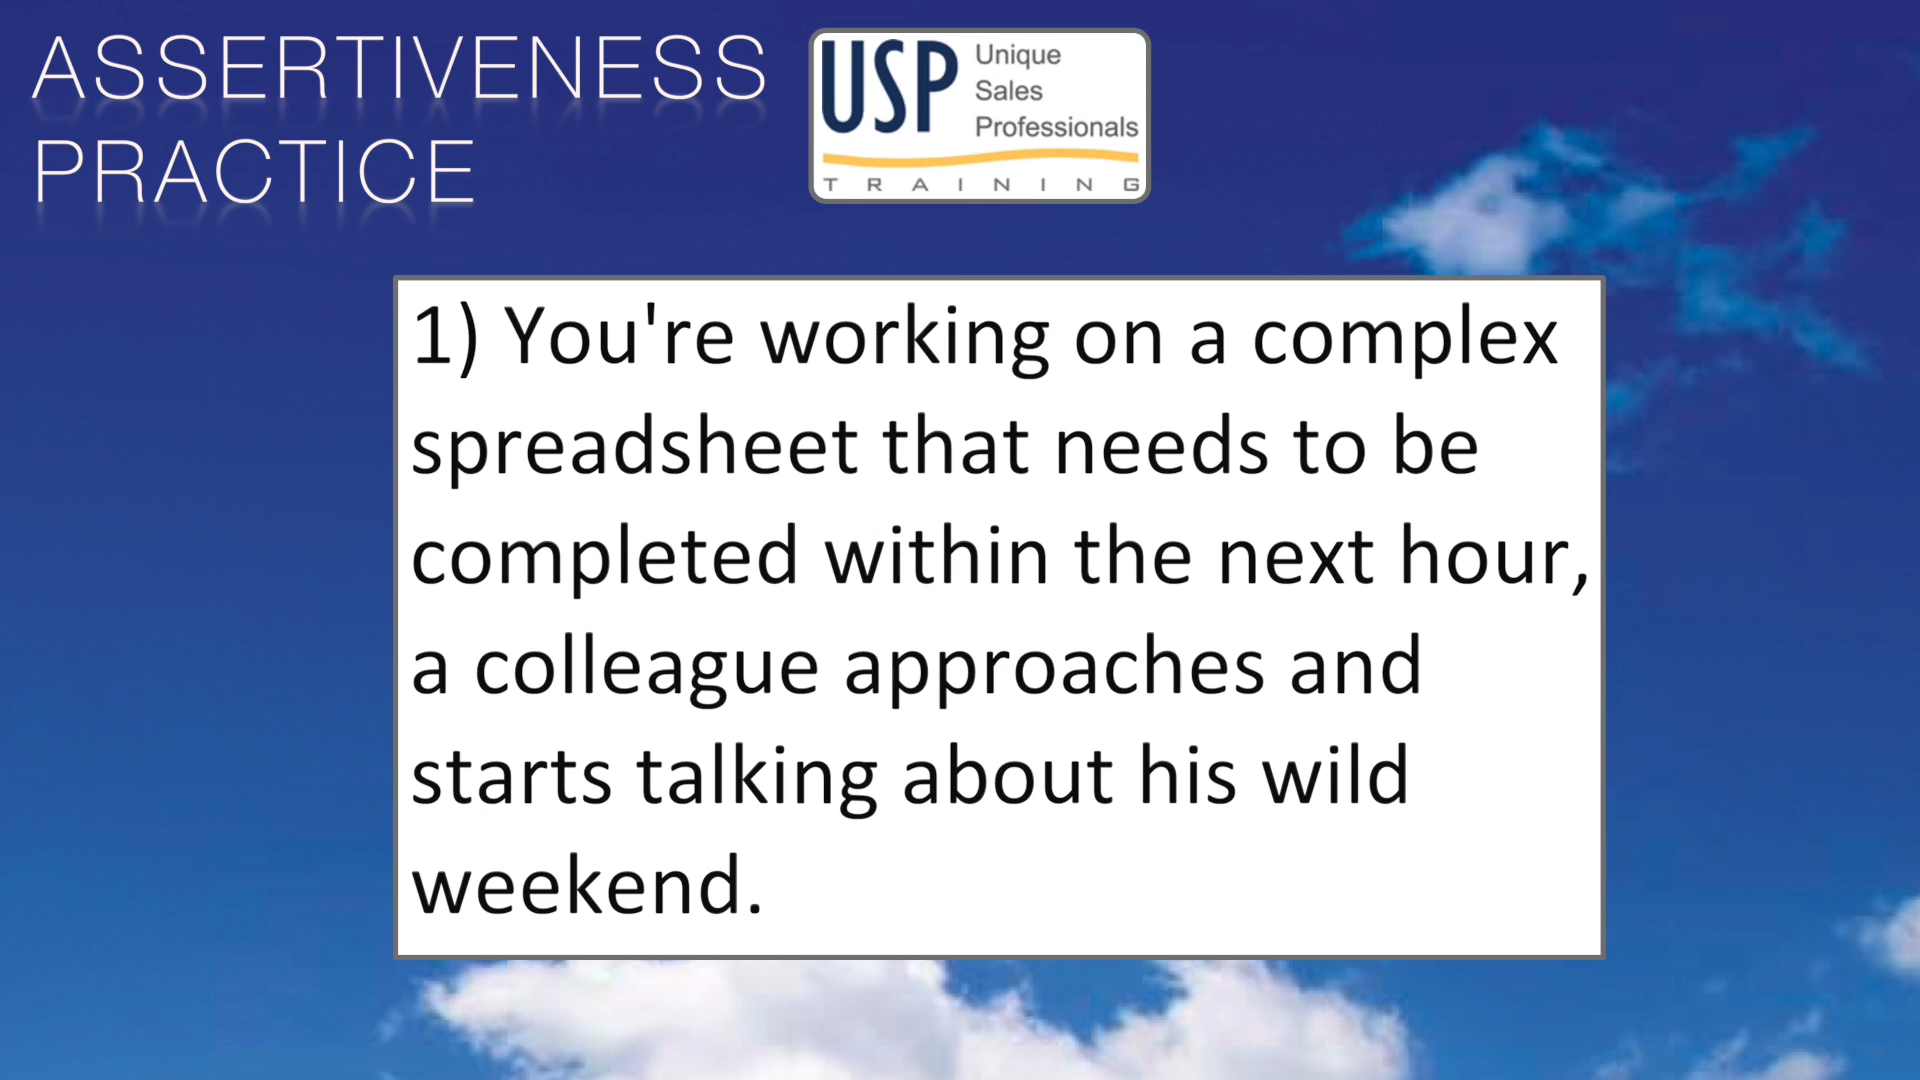 ASSERTIVENESS
PRACTICE
USP
Unique
Sales
Professionals
TRAINING
1) You're working on a complex
spreadsheet that needs to be
completed within the next hour,
a colleague approaches and
starts talking about his wild
weekend.